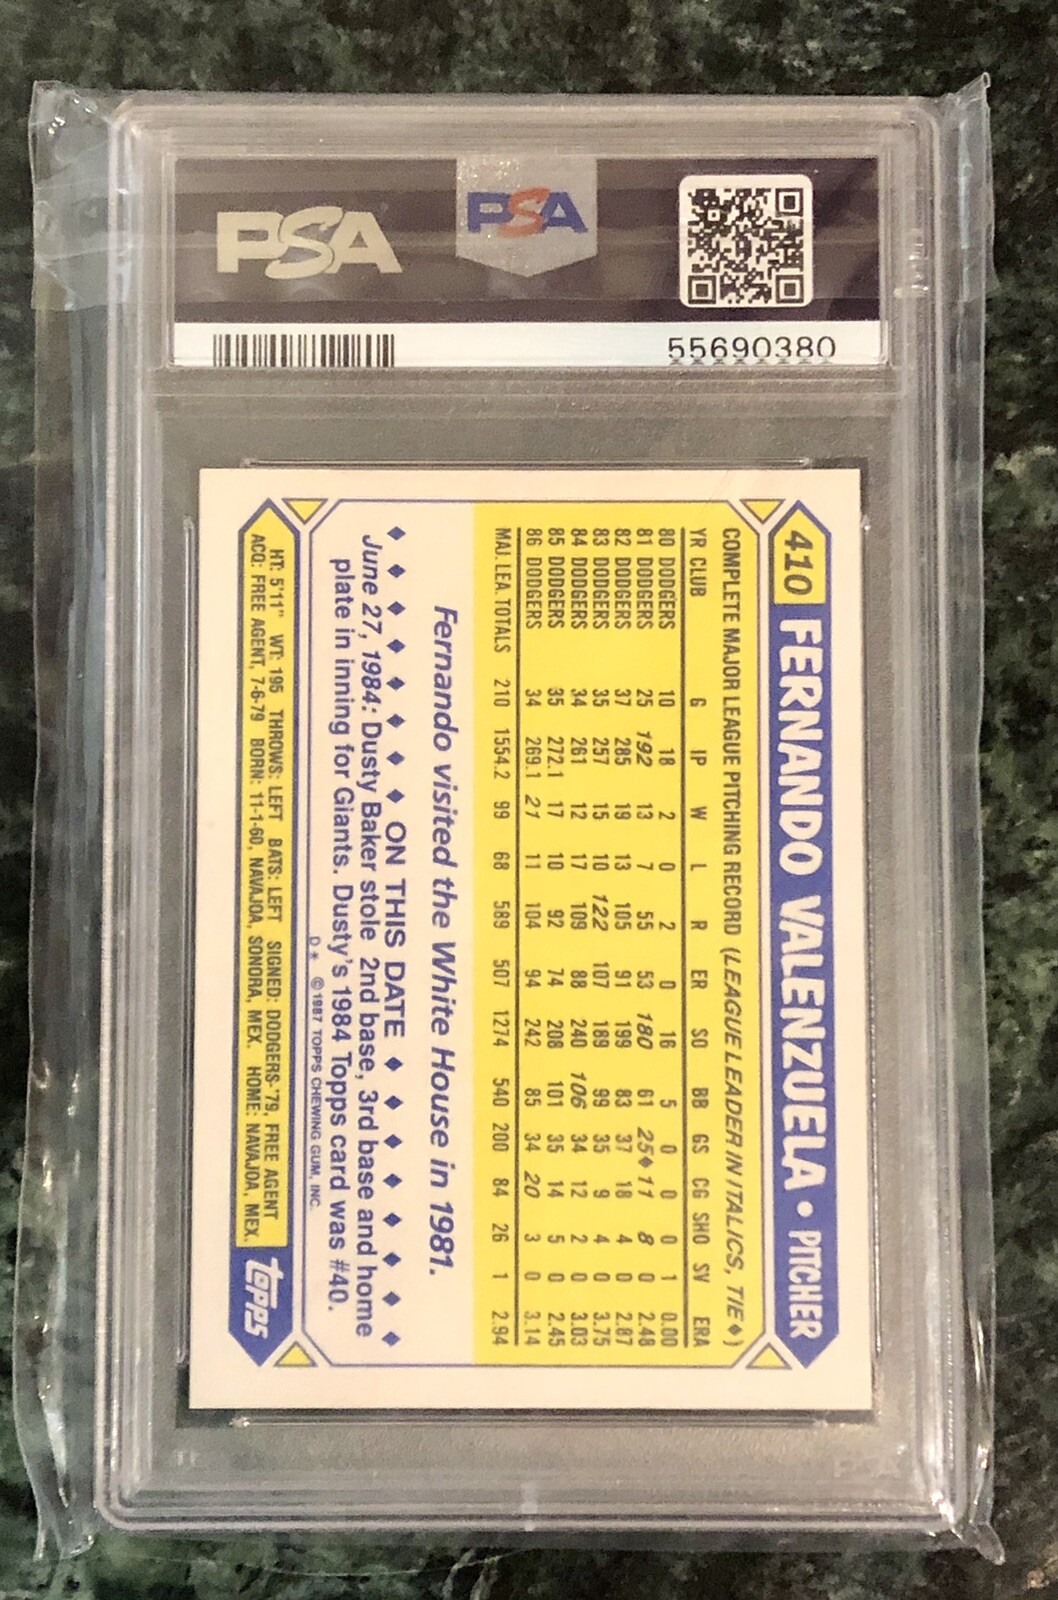 PSA
PSA
55690380
410 FERNANDO VALENZUELA • PITCHER
COMPLETE MAJOR LEAGUE PITCHING RECORD (LEAGUE LEADER IN ITALICS, TIE♦)
YR CLUB G IP W L R ER SO BB GS CG SHO SV ERA
80 DODGERS 10 18 2 0 2 0 16 5 0 0 0 1 0.00
81 DODGERS 25 192 13 7 55 53 180 61 25♦ 11 8 0 2.48
82 DODGERS 37 285 19 13 105 91 199 83 37 18 4 0 2.87
83 DODGERS 35 257 15 10 122 107 189 99 35 9 4 0 3.75
84 DODGERS 34 261 12 17 109 88 240 106 34 12 2 0 3.03
85 DODGERS 35 272.1 17 10 92 74 208 101 35 14 5 0 2.45
86 DODGERS 34 269.1 21 11 104 94 242 85 34 20 3 0 3.14
MAJ. LEA. TOTALS 210 1554.2 99 68 589 507 1274 540 200 84 26 1 2.94
Fernando visited the White House in 1981.
♦ ♦ ♦ ♦ ♦ ♦ ♦ ♦ ON THIS DATE ♦ ♦ ♦ ♦ ♦ ♦ ♦ ♦
June 27, 1984: Dusty Baker stole 2nd base, 3rd base and home
plate in inning for Giants. Dusty's 1984 Topps card was #40.
D* ©1987 TOPPS CHEWING GUM, INC.
HT: 5'11" WT: 195 THROWS: LEFT BATS: LEFT SIGNED: DODGERS-'79, FREE AGENT
ACQ: FREE AGENT, 7-6-79 BORN: 11-1-60, NAVAJOA, SONORA, MEX. HOME: NAVAJOA, MEX.
topps